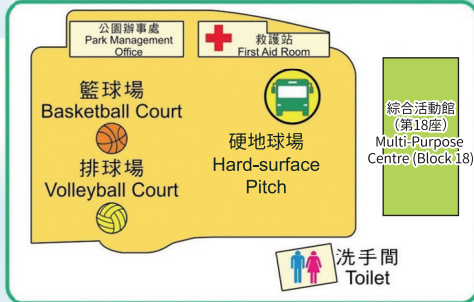 公園辦事處
Park Management
Office
救護站
First Aid Room
籃球場
Basketball Court
排球場
Volleyball Court
硬地球場
Hard-surface
Pitch
綜合活動館
（第18座）
Multi-Purpose
Centre (Block 18)
洗手間
Toilet